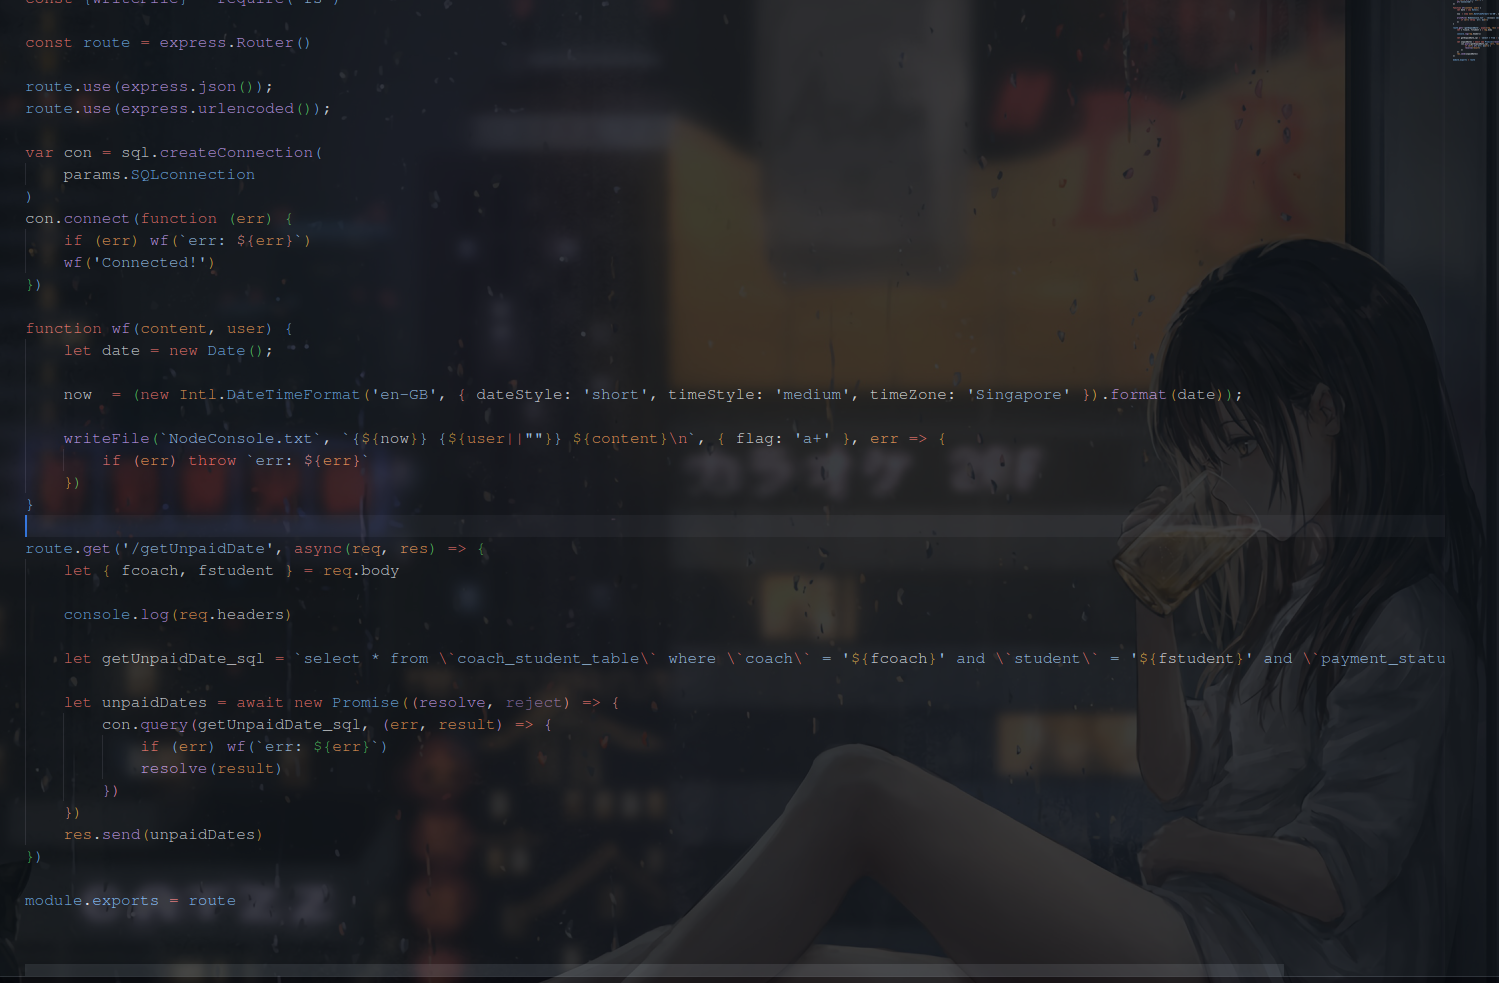 const {writeFile} = require('fs')
const route = express.Router()
route.use(express.json());
route.use(express.urlencoded());
var con = sql.createConnection(
params.SQLconnection
)
con.connect(function (err) {
if (err) wf(`err: ${err}`)
wf('Connected!')
})
function wf(content, user) {
let date = new Date();
now  = (new Intl.DateTimeFormat('en-GB', { dateStyle: 'short', timeStyle: 'medium', timeZone: 'Singapore' }).format(date));
writeFile(`NodeConsole.txt`, `{${now}} {${user||""}} ${content}\n`, { flag: 'a+' }, err => {
if (err) throw `err: ${err}`
})
}
route.get('/getUnpaidDate', async(req, res) => {
let { fcoach, fstudent } = req.body
console.log(req.headers)
let getUnpaidDate_sql = `select * from \`coach_student_table\` where \`coach\` = '${fcoach}' and \`student\` = '${fstudent}' and \`payment_statu
let unpaidDates = await new Promise((resolve, reject) => {
con.query(getUnpaidDate_sql, (err, result) => {
if (err) wf(`err: ${err}`)
resolve(result)
})
})
res.send(unpaidDates)
})
module.exports = route
DR
カラオケ